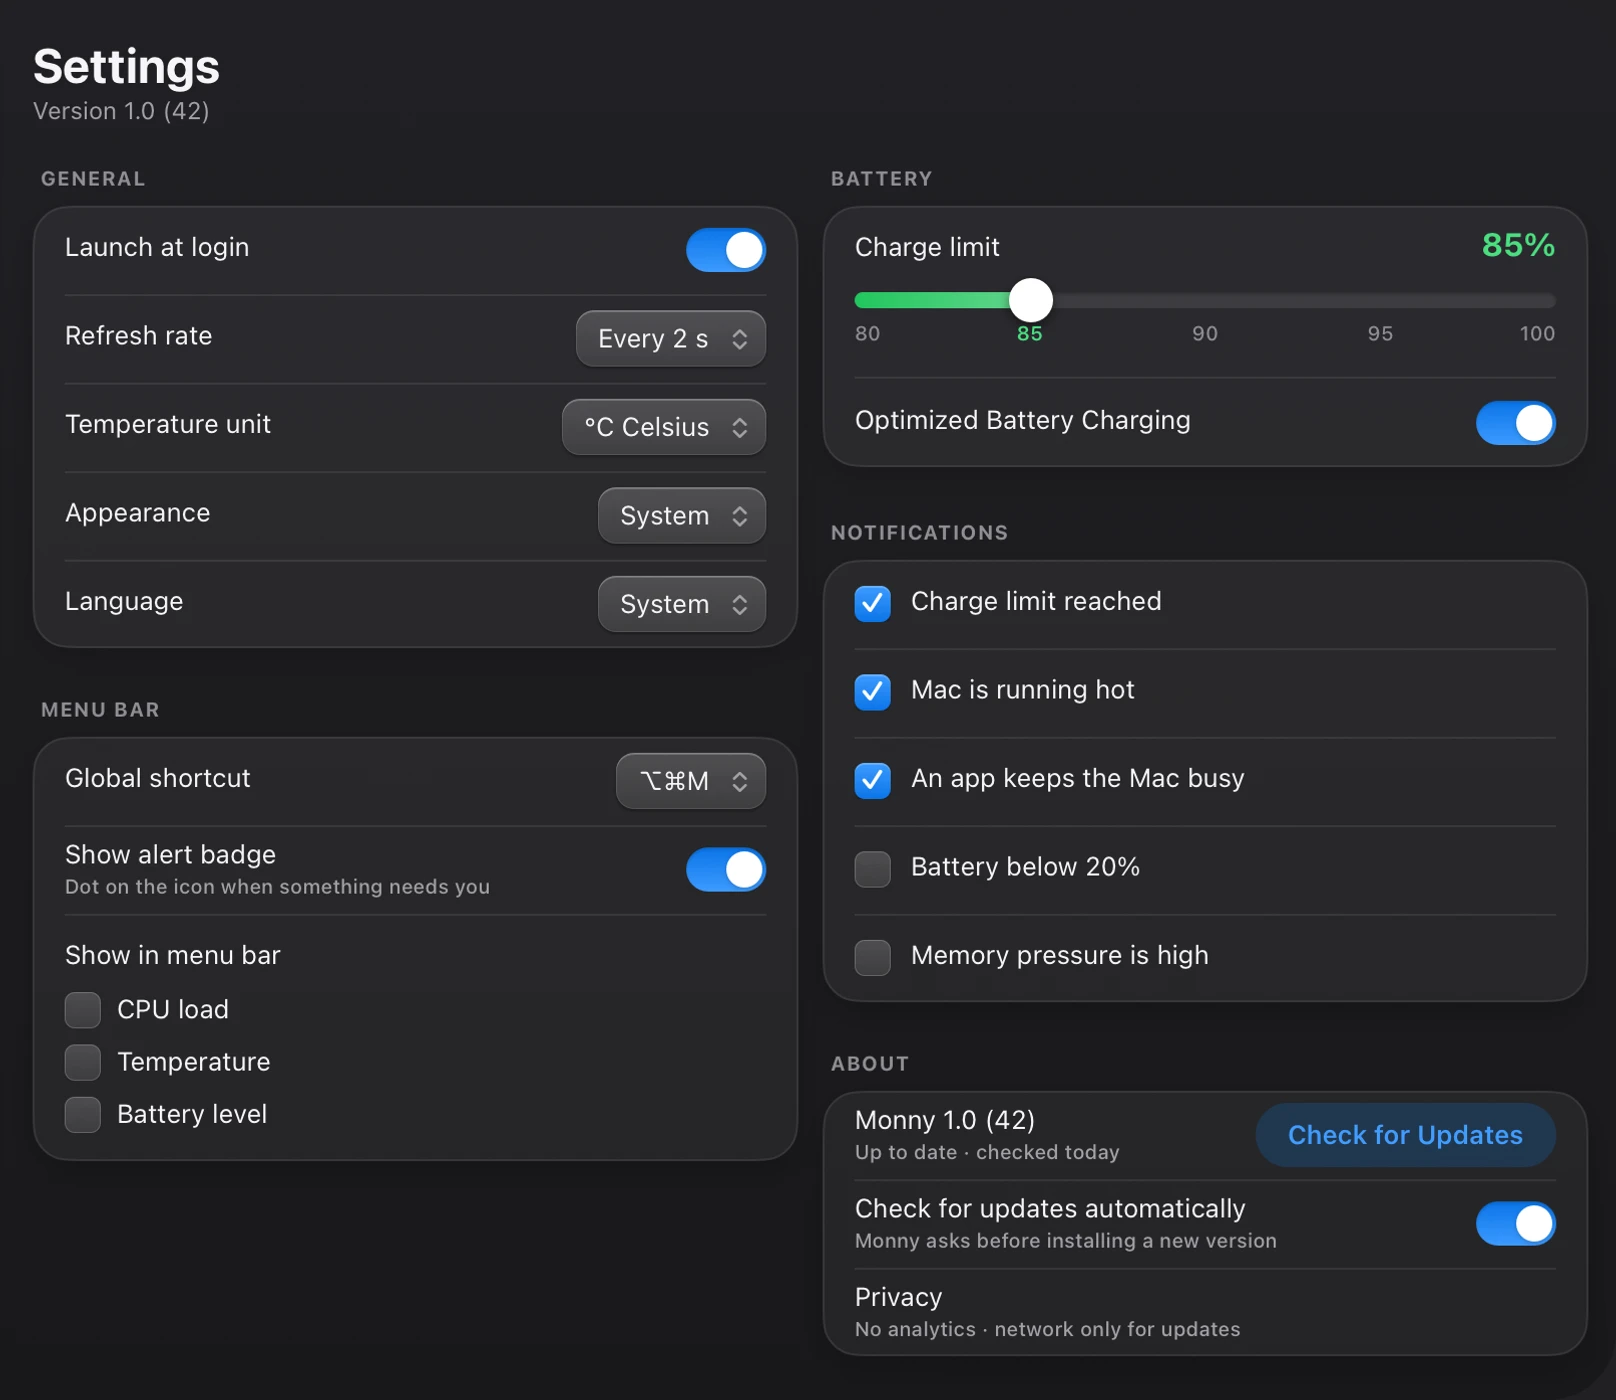 Settings
Version 1.0 (42)
GENERAL
Launch at login
Refresh rate
Every 2 s
Temperature unit
°C Celsius
Appearance
System
Language
System
MENU BAR
Global shortcut
⌥⌘M
Show alert badge
Dot on the icon when something needs you
Show in menu bar
CPU load
Temperature
Battery level
BATTERY
Charge limit
85%
80 85 90 95 100
Optimized Battery Charging
NOTIFICATIONS
Charge limit reached
Mac is running hot
An app keeps the Mac busy
Battery below 20%
Memory pressure is high
ABOUT
Monny 1.0 (42)
Up to date · checked today
Check for Updates
Check for updates automatically
Monny asks before installing a new version
Privacy
No analytics · network only for updates